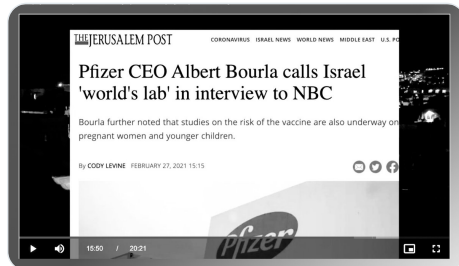 THE JERUSALEM POST
CORONAVIRUS ISRAEL NEWS WORLD NEWS MIDDLE EAST U.S. PO
Pfizer CEO Albert Bourla calls Israel
'world's lab' in interview to NBC
Bourla further noted that studies on the risk of the vaccine are also underway on
pregnant women and younger children.
By CODY LEVINE FEBRUARY 27, 2021 15:15
Pfizer
15:50 / 20:21